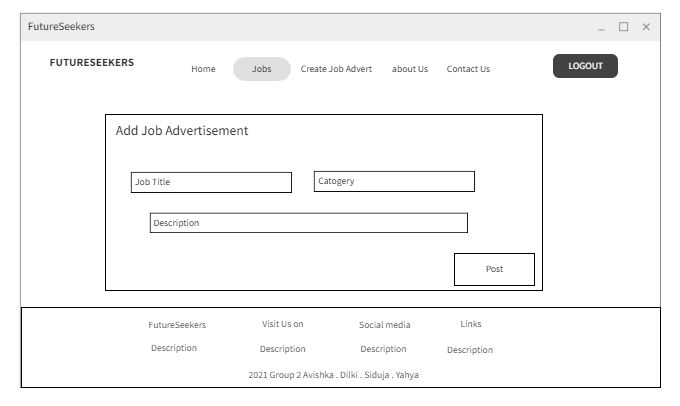 FutureSeekers
FUTURESEEKERS
Home Jobs Create Job Advert about Us Contact Us LOGOUT
Add Job Advertisement
Job Title Catogery
Description
Post
FutureSeekers Visit Us on Social media Links
Description Description Description Description
2021 Group 2 Avishka . Dilki . Siduja . Yahya